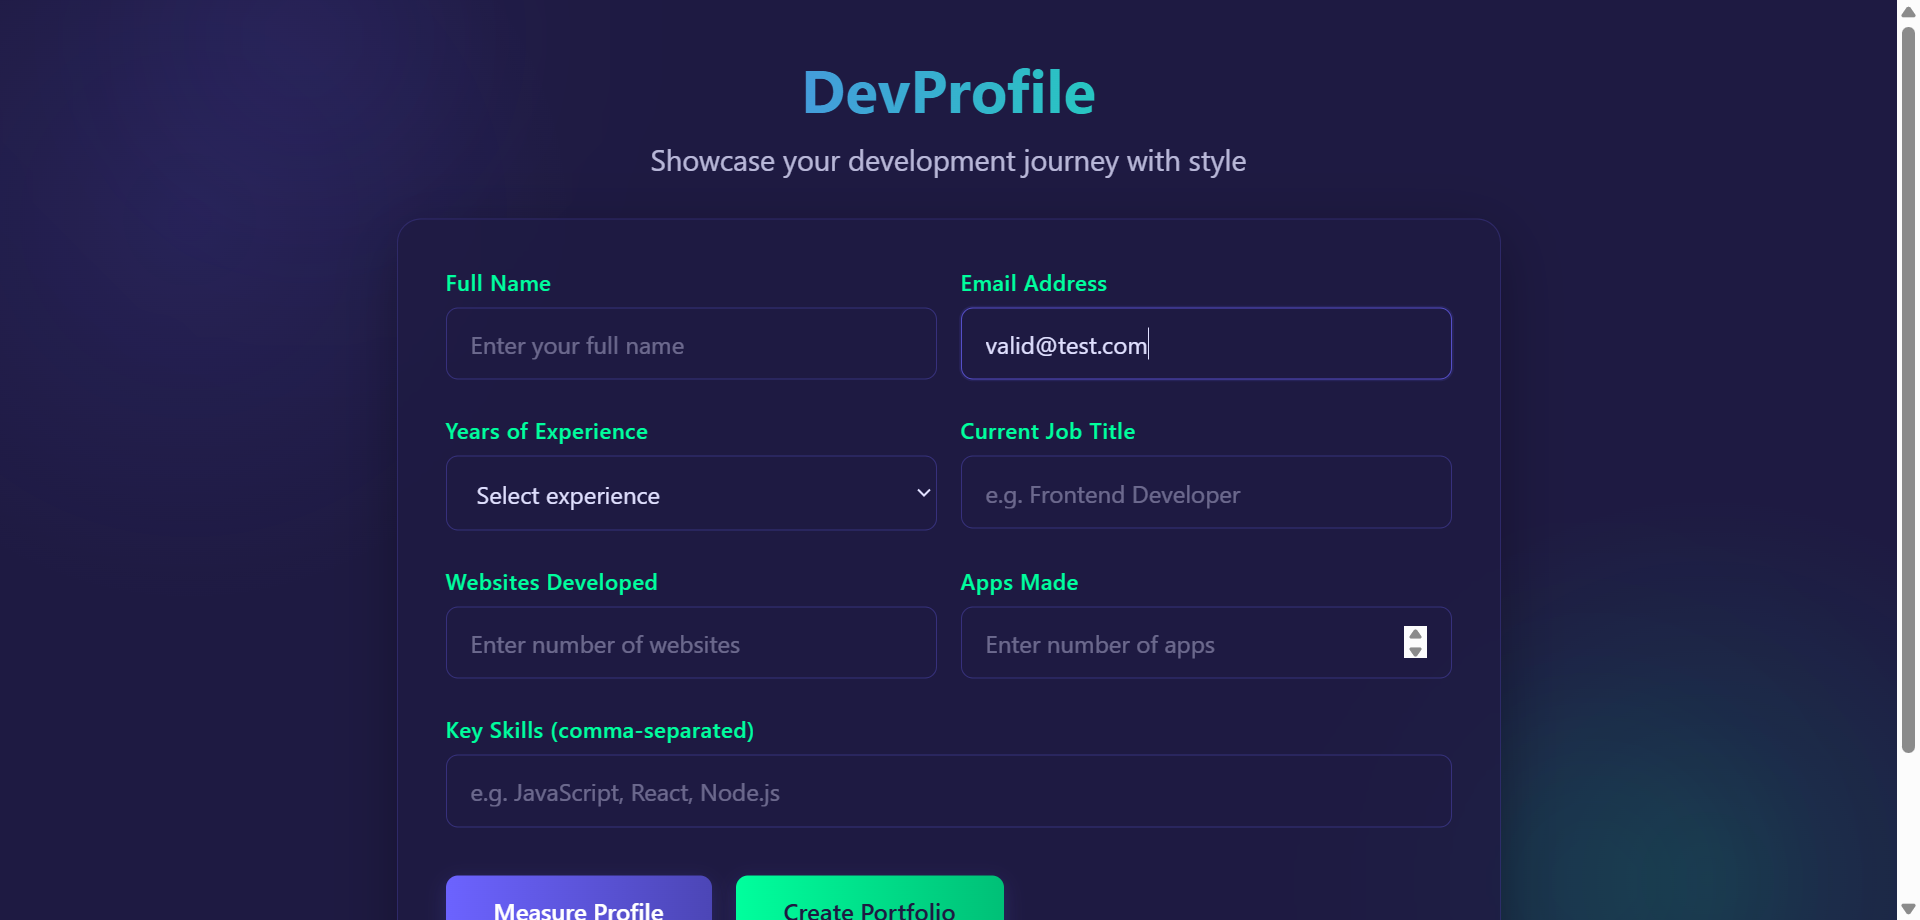 DevProfile
Showcase your development journey with style
Full Name
Email Address
Enter your full name
valid@test.com
Years of Experience
Current Job Title
Select experience
e.g. Frontend Developer
Websites Developed
Apps Made
Enter number of websites
Enter number of apps
Key Skills (comma-separated)
e.g. JavaScript, React, Node.js
Measure Profile
Create Portfolio